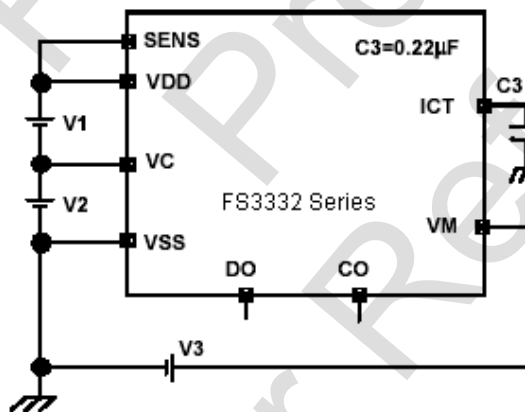 SENS
C3=0.22µF
VDD
C3
ICT
V1
VC
V2
FS3332 Series
VM
VSS
DO
CO
V3